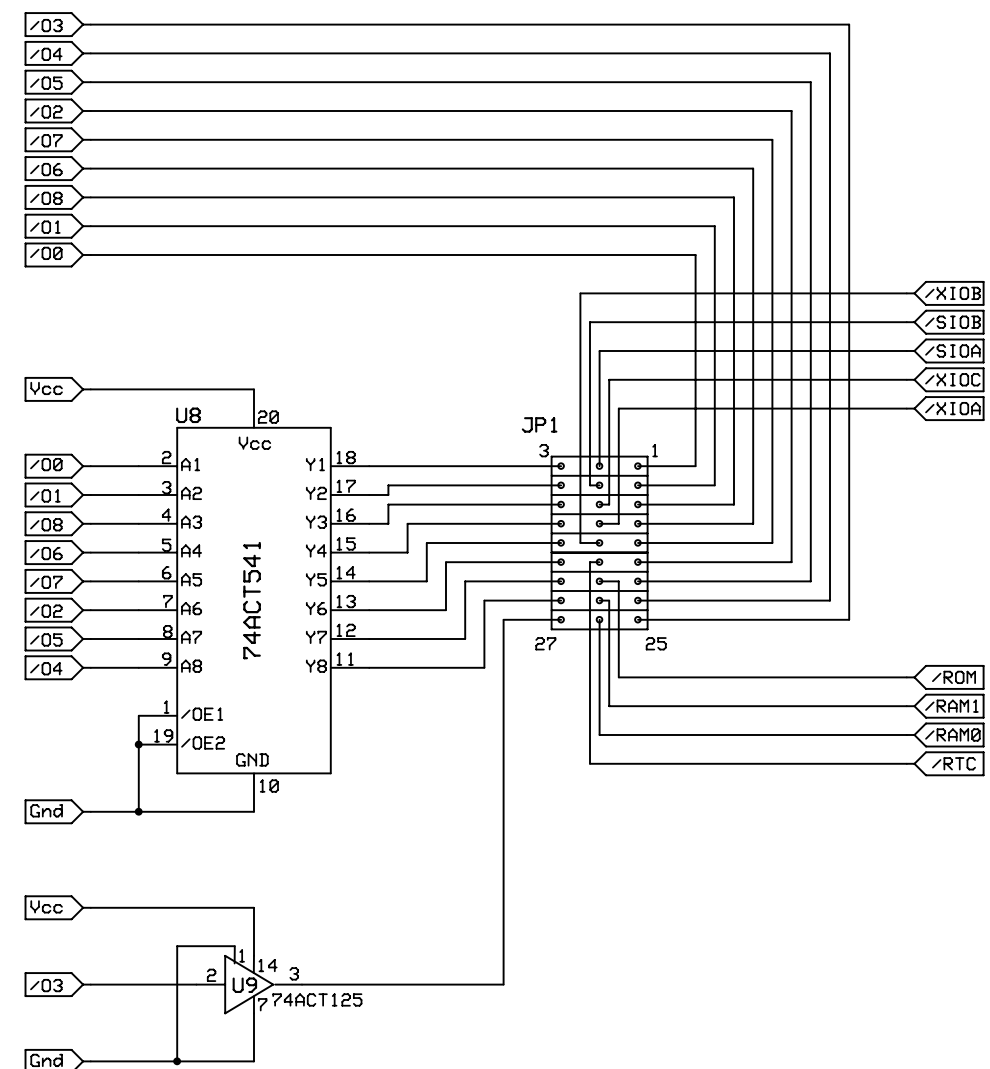 /O3
/O4
/O5
/O2
/O7
/O6
/O8
/O1
/O0
/XIOB
/SIOB
/SIOA
/XIOC
/XIOA
Vcc
U8
20
Vcc
JP1
3
1
/O0
2
A1
Y1
18
/O1
3
A2
Y2
17
/O8
4
A3
Y3
16
/O6
5
A4
Y4
15
/O7
6
A5
Y5
14
/O2
7
A6
Y6
13
/O5
8
A7
Y7
12
/O4
9
A8
Y8
11
74ACT541
27
25
1
/OE1
19
/OE2
GND
10
Gnd
/ROM
/RAM1
/RAM0
/RTC
Vcc
1
14
/O3
2
U9
3
7
74ACT125
Gnd